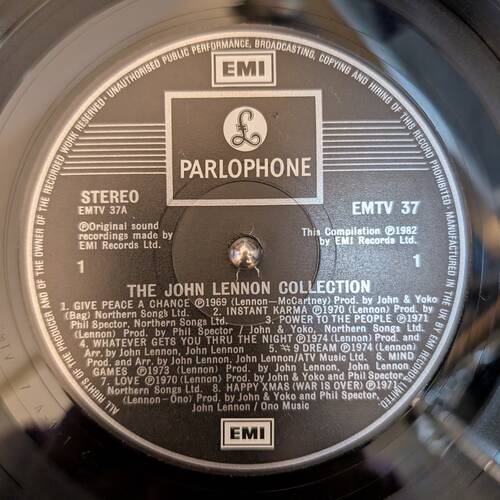 ALL RIGHTS OF THE PRODUCER AND OF THE OWNER OF THE RECORDED WORK RESERVED · UNAUTHORISED PUBLIC PERFORMANCE, BROADCASTING, COPYING AND HIRING OF THIS RECORD PROHIBITED · MANUFACTURED IN THE UK BY EMI RECORDS LIMITED.
EMI
£
PARLOPHONE
STEREO
EMTV 37A
EMTV 37
℗Original sound
recordings made by
EMI Records Ltd.
This Compilation ℗1982
by EMI Records Ltd.
1
1
THE JOHN LENNON COLLECTION
1. GIVE PEACE A CHANCE ℗1969 (Lennon—McCartney) Prod. by John & Yoko
(Bag) Northern Songs Ltd. 2. INSTANT KARMA ℗1970 (Lennon) Prod. by
Phil Spector, Northern Songs Ltd. 3. POWER TO THE PEOPLE ℗1971
(Lennon) Prod. by Phil Spector / John & Yoko, Northern Songs Ltd.
4. WHATEVER GETS YOU THRU THE NIGHT ℗1974 (Lennon) Prod. and
Arr. by John Lennon, John Lennon 5. #9 DREAM ℗1974 (Lennon)
Prod. and Arr. by John Lennon, John Lennon/ATV Music Ltd. 6. MIND
GAMES ℗1973 (Lennon) Prod. by John Lennon, John Lennon
7. LOVE ℗1970 (Lennon) Prod. by John & Yoko and Phil Spector,
Northern Songs Ltd. 8. HAPPY XMAS (WAR IS OVER) ℗1971
(Lennon - Ono) Prod. by John & Yoko and Phil Spector,
John Lennon / Ono Music
EMI